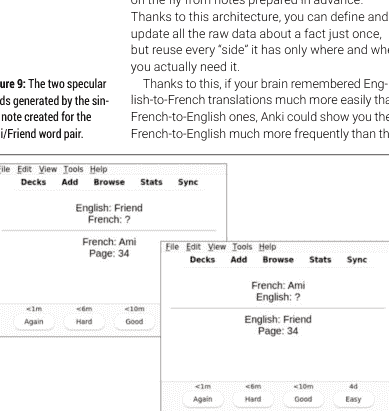 on the fly from notes prepared in advance.
Thanks to this architecture, you can define and
update all the raw data about a fact just once,
but reuse every “side” it has only where and whe
you actually need it.
Thanks to this, if your brain remembered Eng-
lish-to-French translations much more easily tha
French-to-English ones, Anki could show you the
French-to-English much more frequently than th
ure 9: The two specular
ds generated by the sin-
note created for the
i/Friend word pair.
File Edit View Tools Help
Decks Add Browse Stats Sync
English: Friend
French: ?
French: Ami
Page: 34
<1m <6m <10m
Again Hard Good
File Edit View Tools Help
Decks Add Browse Stats Sync
French: Ami
English: ?
English: Friend
Page: 34
<1m <6m <10m 4d
Again Hard Good Easy